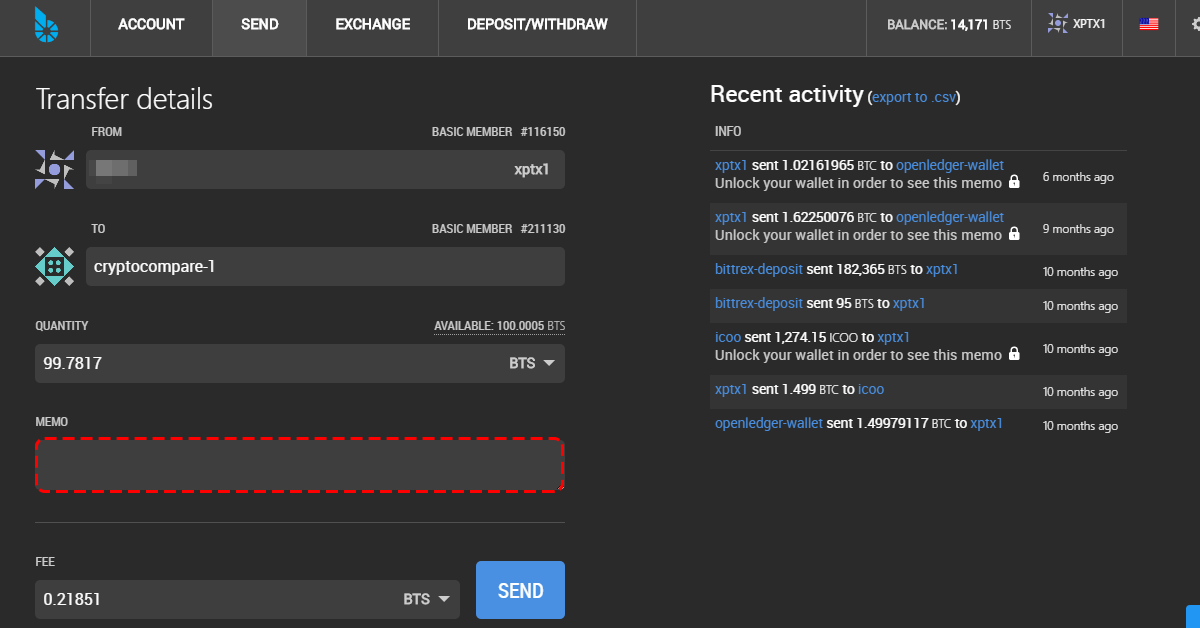 ACCOUNT SEND EXCHANGE DEPOSIT/WITHDRAW BALANCE: 14,171 BTS XPTX1
Transfer details
FROM BASIC MEMBER #116150
xptx1
TO BASIC MEMBER #211130
cryptocompare-1
QUANTITY AVAILABLE: 100.0005 BTS
99.7817 BTS
MEMO
FEE
0.21851 BTS
SEND
Recent activity (export to .csv)
INFO
xptx1 sent 1.02161965 BTC to openledger-wallet
Unlock your wallet in order to see this memo
6 months ago
xptx1 sent 1.62250076 BTC to openledger-wallet
Unlock your wallet in order to see this memo
9 months ago
bittrex-deposit sent 182,365 BTS to xptx1 10 months ago
bittrex-deposit sent 95 BTS to xptx1 10 months ago
icoo sent 1,274.15 ICOO to xptx1
Unlock your wallet in order to see this memo
10 months ago
xptx1 sent 1.499 BTC to icoo 10 months ago
openledger-wallet sent 1.49979117 BTC to xptx1 10 months ago